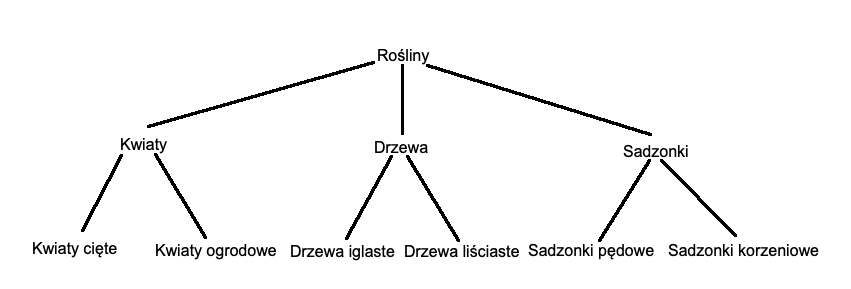 Rośliny
Kwiaty
Drzewa
Sadzonki
Kwiaty cięte
Kwiaty ogrodowe
Drzewa iglaste
Drzewa liściaste
Sadzonki pędowe
Sadzonki korzeniowe